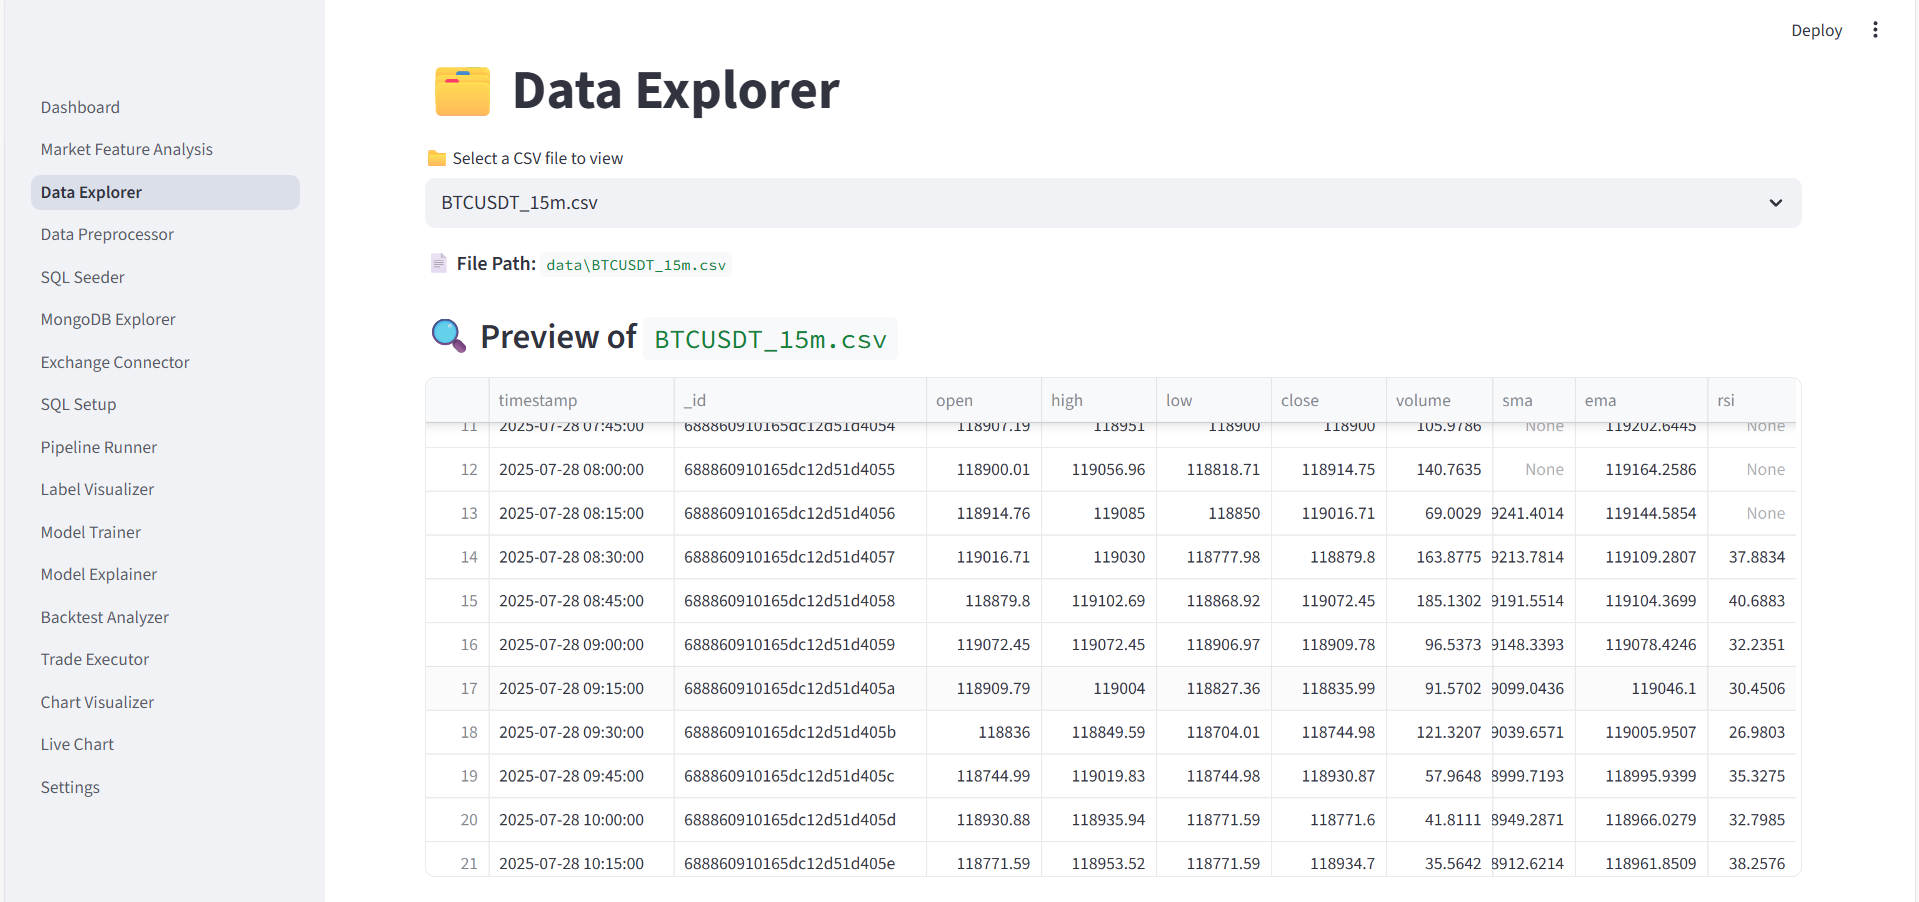 Deploy
Dashboard
Market Feature Analysis
Data Explorer
Data Preprocessor
SQL Seeder
MongoDB Explorer
Exchange Connector
SQL Setup
Pipeline Runner
Label Visualizer
Model Trainer
Model Explainer
Backtest Analyzer
Trade Executor
Chart Visualizer
Live Chart
Settings
Data Explorer
Select a CSV file to view
BTCUSDT_15m.csv
File Path: data\BTCUSDT_15m.csv
Preview of BTCUSDT_15m.csv
timestamp _id open high low close volume sma ema rsi
11 2025-07-28 07:45:00 688860910165dc12d51d4054 118907.19 118951 118900 118900 105.9786 None 119202.6445 None
12 2025-07-28 08:00:00 688860910165dc12d51d4055 118900.01 119056.96 118818.71 118914.75 140.7635 None 119164.2586 None
13 2025-07-28 08:15:00 688860910165dc12d51d4056 118914.76 119085 118850 119016.71 69.0029 9241.4014 119144.5854 None
14 2025-07-28 08:30:00 688860910165dc12d51d4057 119016.71 119030 118777.98 118879.8 163.8775 9213.7814 119109.2807 37.8834
15 2025-07-28 08:45:00 688860910165dc12d51d4058 118879.8 119102.69 118868.92 119072.45 185.1302 9191.5514 119104.3699 40.6883
16 2025-07-28 09:00:00 688860910165dc12d51d4059 119072.45 119072.45 118906.97 118909.78 96.5373 9148.3393 119078.4246 32.2351
17 2025-07-28 09:15:00 688860910165dc12d51d405a 118909.79 119004 118827.36 118835.99 91.5702 9099.0436 119046.1 30.4506
18 2025-07-28 09:30:00 688860910165dc12d51d405b 118836 118849.59 118704.01 118744.98 121.3207 9039.6571 119005.9507 26.9803
19 2025-07-28 09:45:00 688860910165dc12d51d405c 118744.99 119019.83 118744.98 118930.87 57.9648 8999.7193 118995.9399 35.3275
20 2025-07-28 10:00:00 688860910165dc12d51d405d 118930.88 118935.94 118771.59 118771.6 41.8111 8949.2871 118966.0279 32.7985
21 2025-07-28 10:15:00 688860910165dc12d51d405e 118771.59 118953.52 118771.59 118934.7 35.5642 8912.6214 118961.8509 38.2576